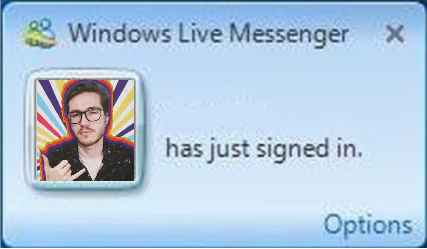 Windows Live Messenger
has just signed in.
Options